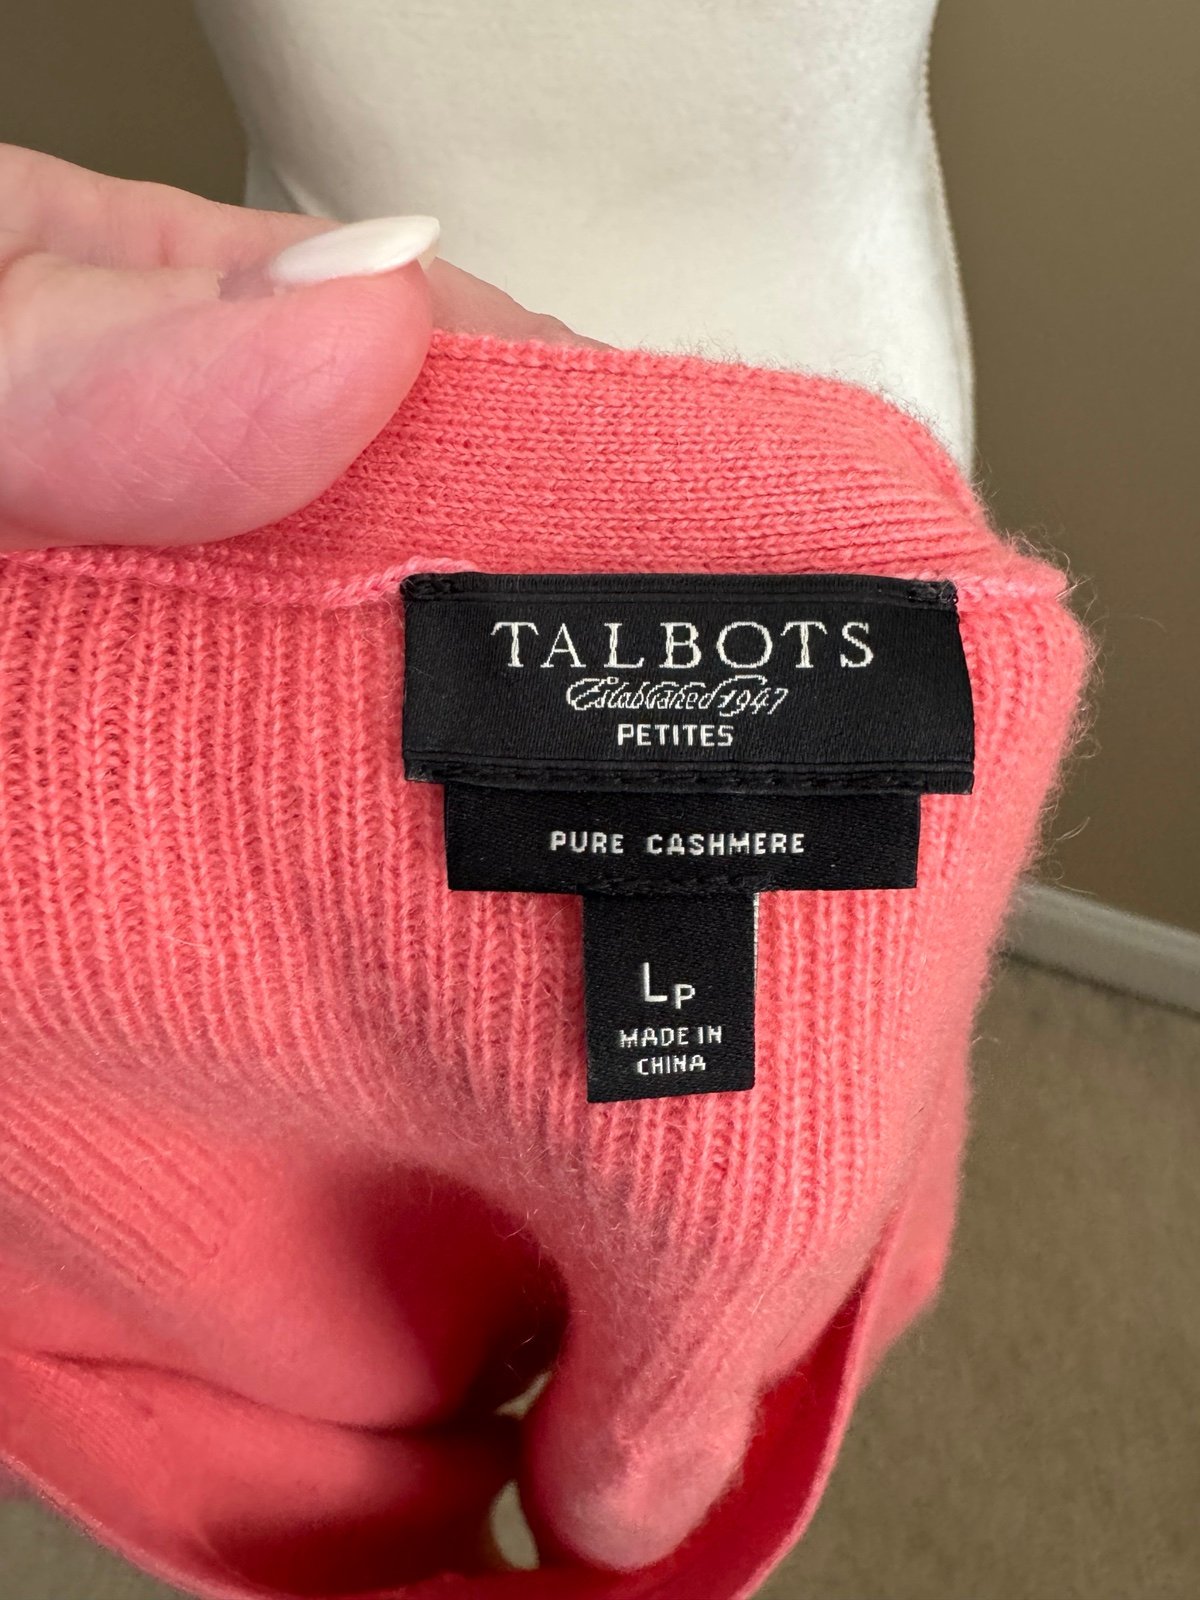 TALBOTS
Established 1947
PETITES
PURE CASHMERE
LP
MADE IN
CHINA